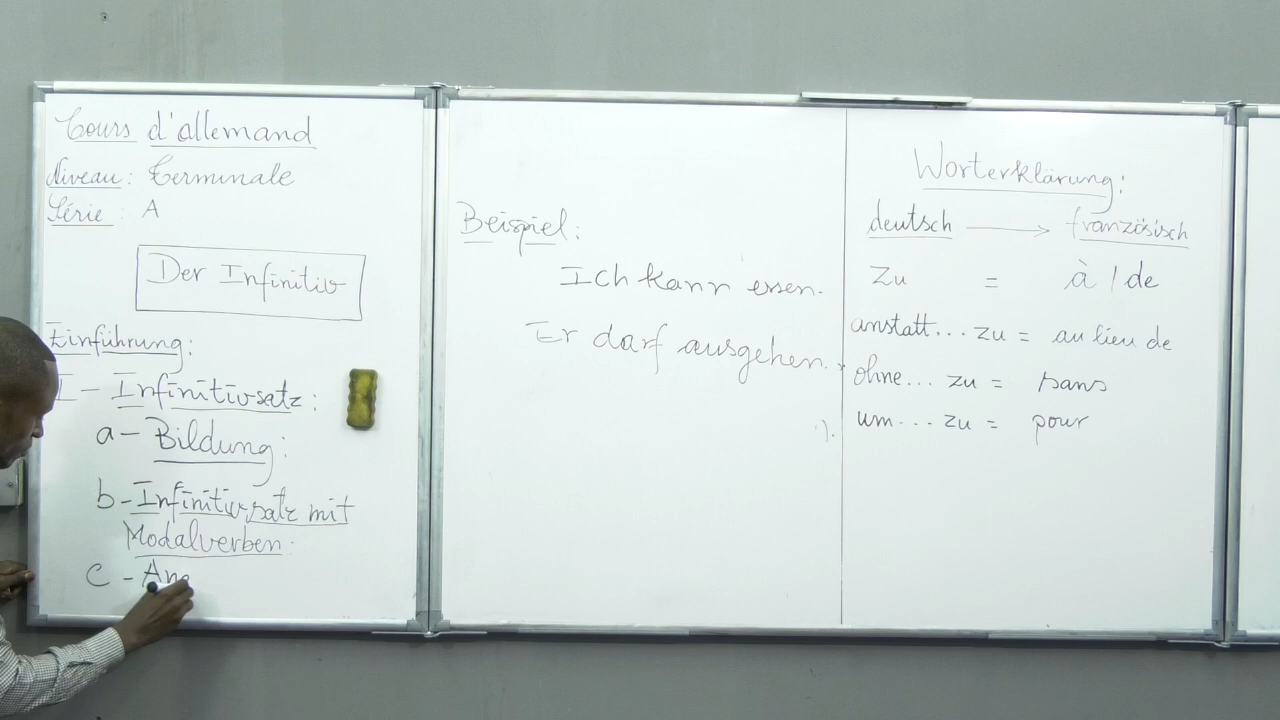 Cours d'allemand
Niveau: Terminale
Série : A
Der Infinitiv
Einführung:
I - Infinitivsatz:
a- Bildung:
b- Infinitivsatz mit
Modalverben.
c - An
Beispiel:
Ich kann essen.
Er darf ausgehen.
Worterklärung:
deutsch → französisch
Zu = à / de
anstatt... zu = au lieu de
ohne... zu = sans
um... zu = pour